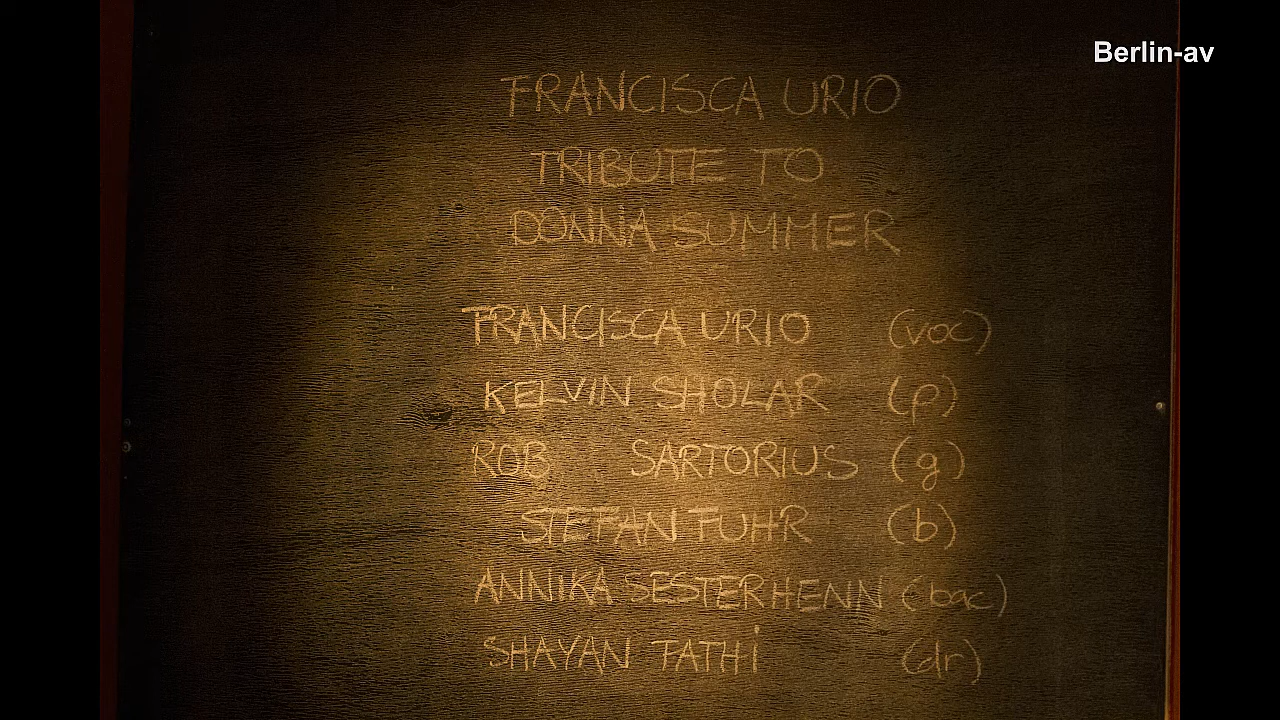 Berlin-av
FRANCISCA URIO
TRIBUTE TO
DONNA SUMMER
FRANCISCA URIO (voc)
KELVIN SHOLAR (p)
ROB SARTORIUS (g)
STEFAN FUHR (b)
ANNIKA SESTERHENN (bac)
SHAYAN FATHi (dr)